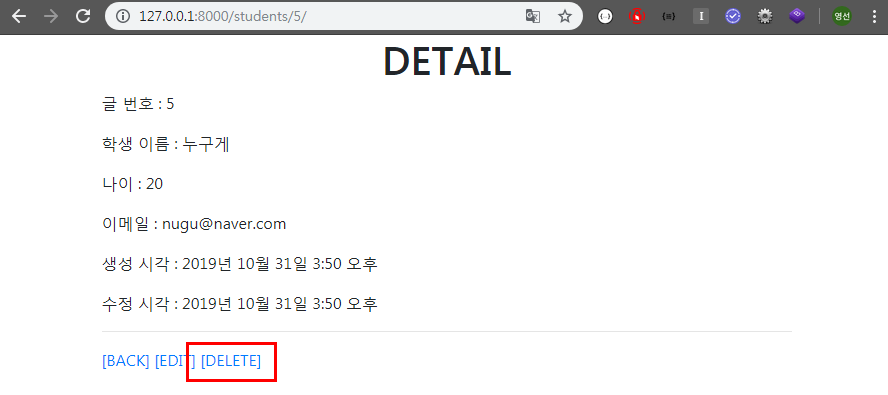 127.0.0.1:8000/students/5/
영선
DETAIL
글 번호 : 5
학생 이름 : 누구게
나이 : 20
이메일 : nugu@naver.com
생성 시각 : 2019년 10월 31일 3:50 오후
수정 시각 : 2019년 10월 31일 3:50 오후
[BACK] [EDIT] [DELETE]